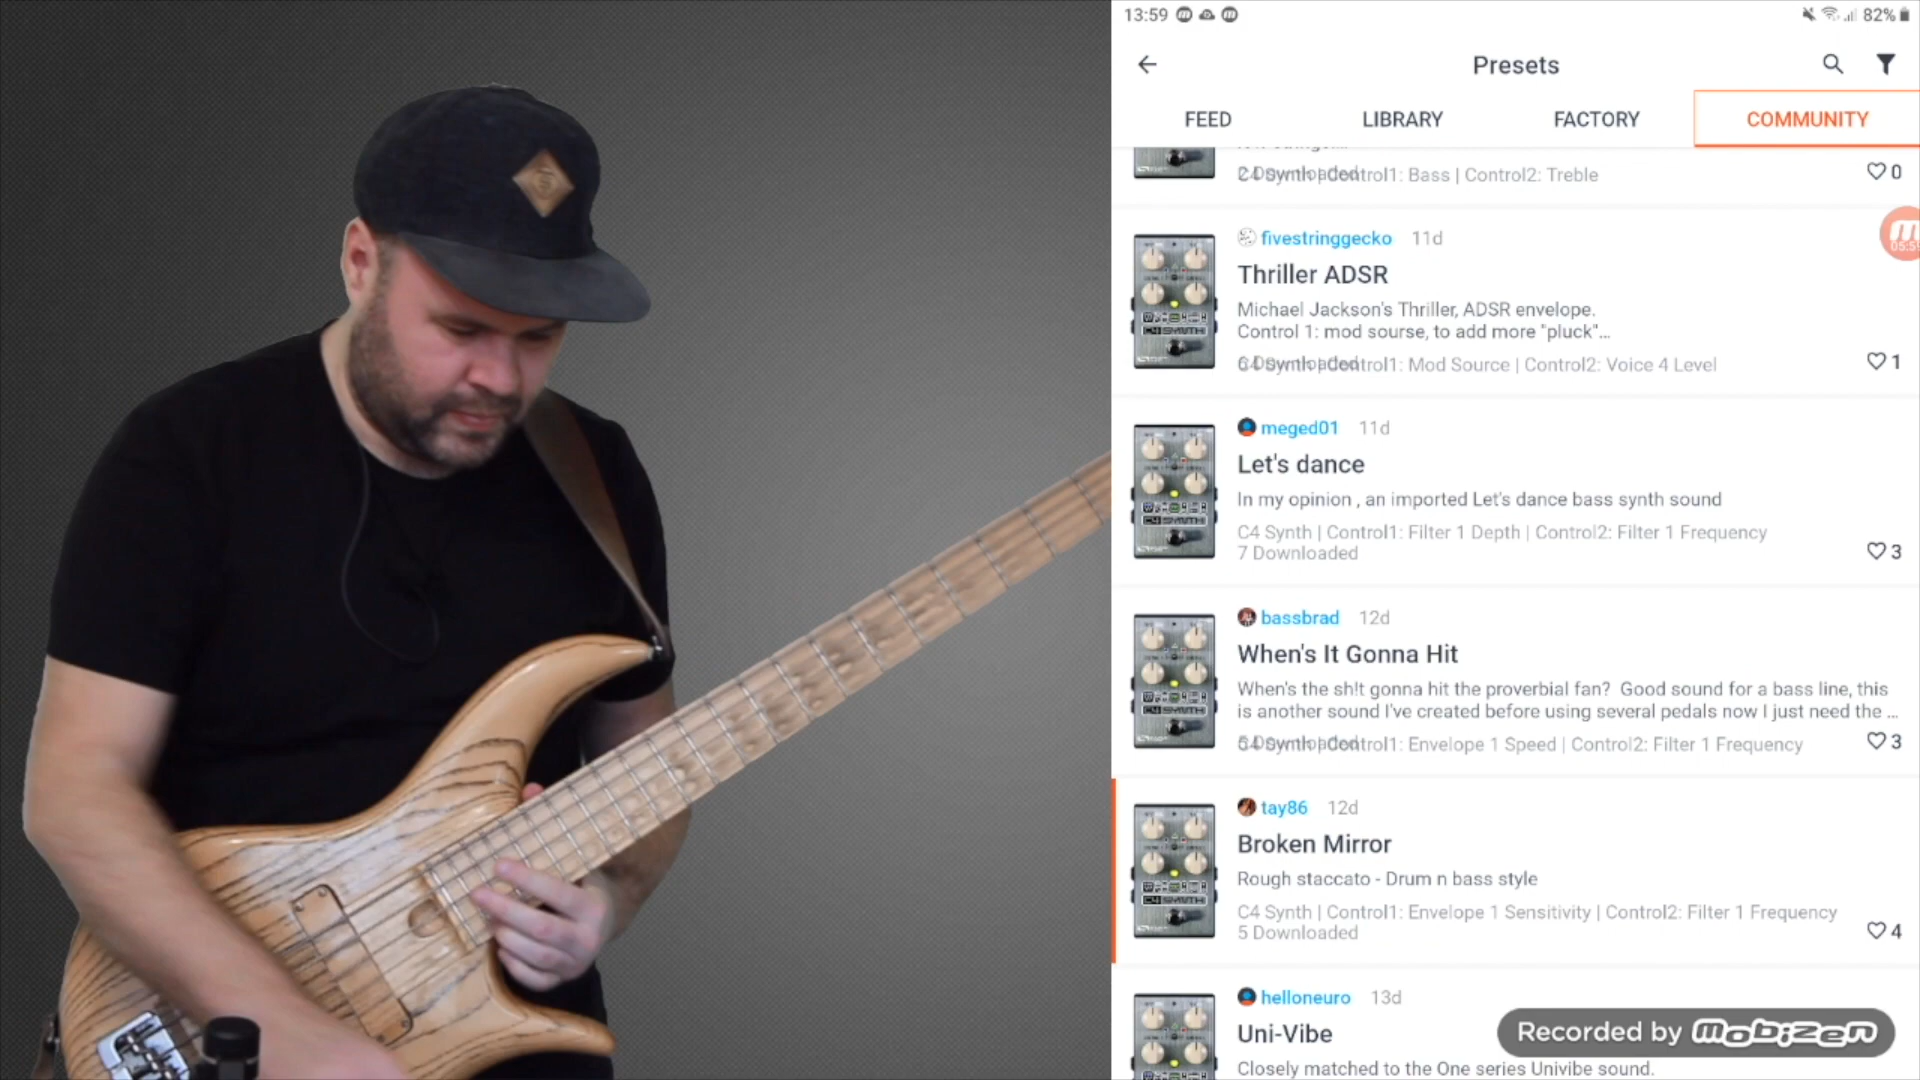 13:59
82%
Presets
FEED
LIBRARY
FACTORY
COMMUNITY
C4 Synth | Control1: Bass | Control2: Treble
0
fivestringgecko 11d
Thriller ADSR
Michael Jackson's Thriller, ADSR envelope.
Control 1: mod sourse, to add more "pluck"...
C4 Synth | Control1: Mod Source | Control2: Voice 4 Level
1
meged01 11d
Let's dance
In my opinion , an imported Let's dance bass synth sound
C4 Synth | Control1: Filter 1 Depth | Control2: Filter 1 Frequency
7 Downloaded
3
bassbrad 12d
When's It Gonna Hit
When's the sh!t gonna hit the proverbial fan? Good sound for a bass line, this
is another sound I've created before using several pedals now I just need the ...
C4 Synth | Control1: Envelope 1 Speed | Control2: Filter 1 Frequency
3
tay86 12d
Broken Mirror
Rough staccato - Drum n bass style
C4 Synth | Control1: Envelope 1 Sensitivity | Control2: Filter 1 Frequency
5 Downloaded
4
helloneuro 13d
Uni-Vibe
Closely matched to the One series Univibe sound.
Recorded by mobizen